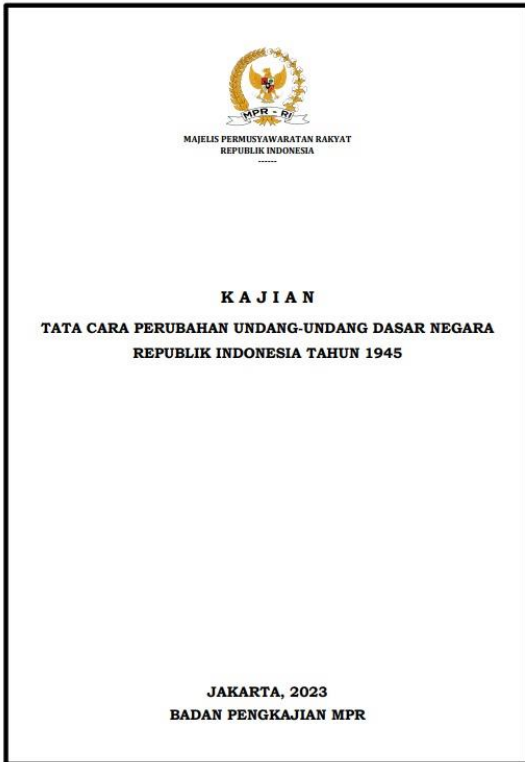 MPR - RI
MAJELIS PERMUSYAWARATAN RAKYAT
REPUBLIK INDONESIA
------
K A J I A N
TATA CARA PERUBAHAN UNDANG-UNDANG DASAR NEGARA
REPUBLIK INDONESIA TAHUN 1945
JAKARTA, 2023
BADAN PENGKAJIAN MPR